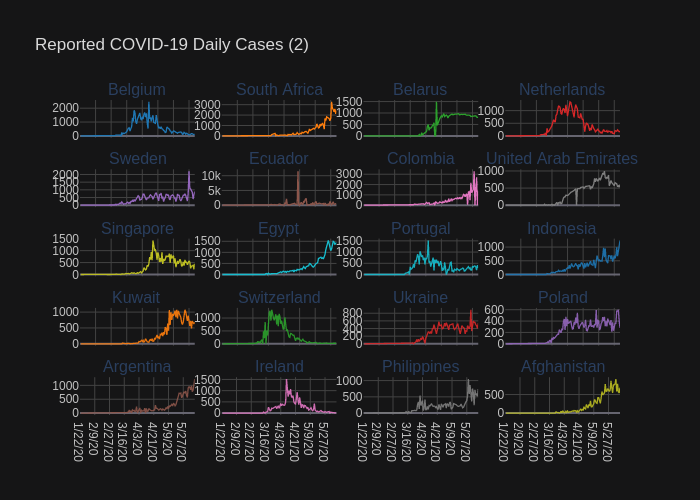 Reported COVID-19 Daily Cases (2)
Belgium South Africa Belarus Netherlands
2000 1000 0 3000 2000 1000 0 1500 1000 500 0 1000 500 0
Sweden Ecuador Colombia United Arab Emirates
2000 1500 1000 500 0 10k 5k 0 3000 2000 1000 0 1000 500 0
Singapore Egypt Portugal Indonesia
1500 1000 500 0 1500 1000 500 0 1500 1000 500 0 1000 500 0
Kuwait Switzerland Ukraine Poland
1000 500 0 1000 500 0 800 600 400 200 600 400 200 0
Argentina Ireland Philippines Afghanistan
1000 500 0 1500 1000 500 0 1000 500 0 500 0
1/22/20 2/9/20 2/27/20 3/16/20 4/3/20 4/21/20 5/9/20 5/27/20 1/22/20 2/9/20 2/27/20 3/16/20 4/3/20 4/21/20 5/9/20 5/27/20 1/22/20 2/9/20 2/27/20 3/16/20 4/3/20 4/21/20 5/9/20 5/27/20 1/22/20 2/9/20 2/27/20 3/16/20 4/3/20 4/21/20 5/9/20 5/27/20